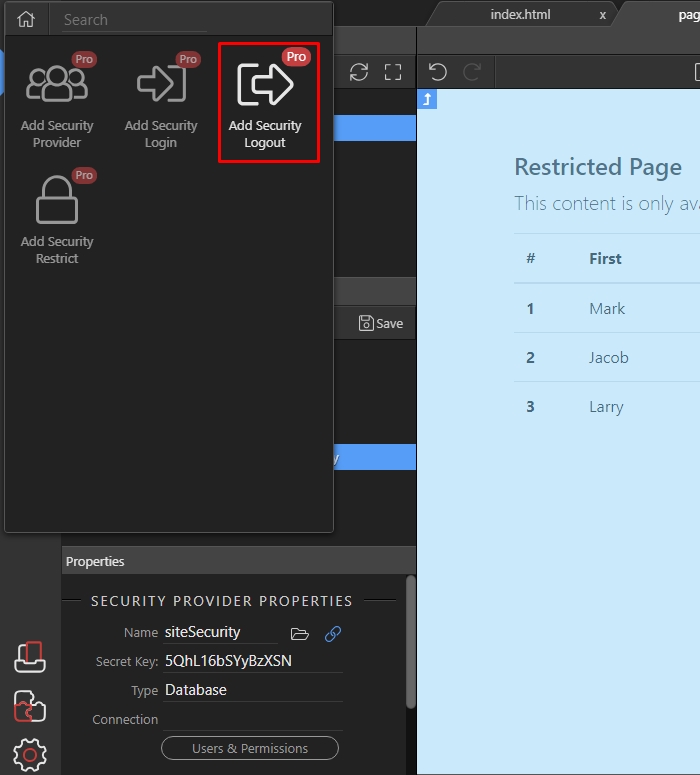 Search
Pro
Add Security
Provider
Pro
Add Security
Login
Pro
Add Security
Logout
Pro
Add Security
Restrict
Save
y
Properties
SECURITY PROVIDER PROPERTIES
Name siteSecurity
Secret Key: 5QhL16bSYyBzXSN
Type Database
Connection
Users & Permissions
index.html x
pag
Restricted Page
This content is only ava
# First
1 Mark
2 Jacob
3 Larry